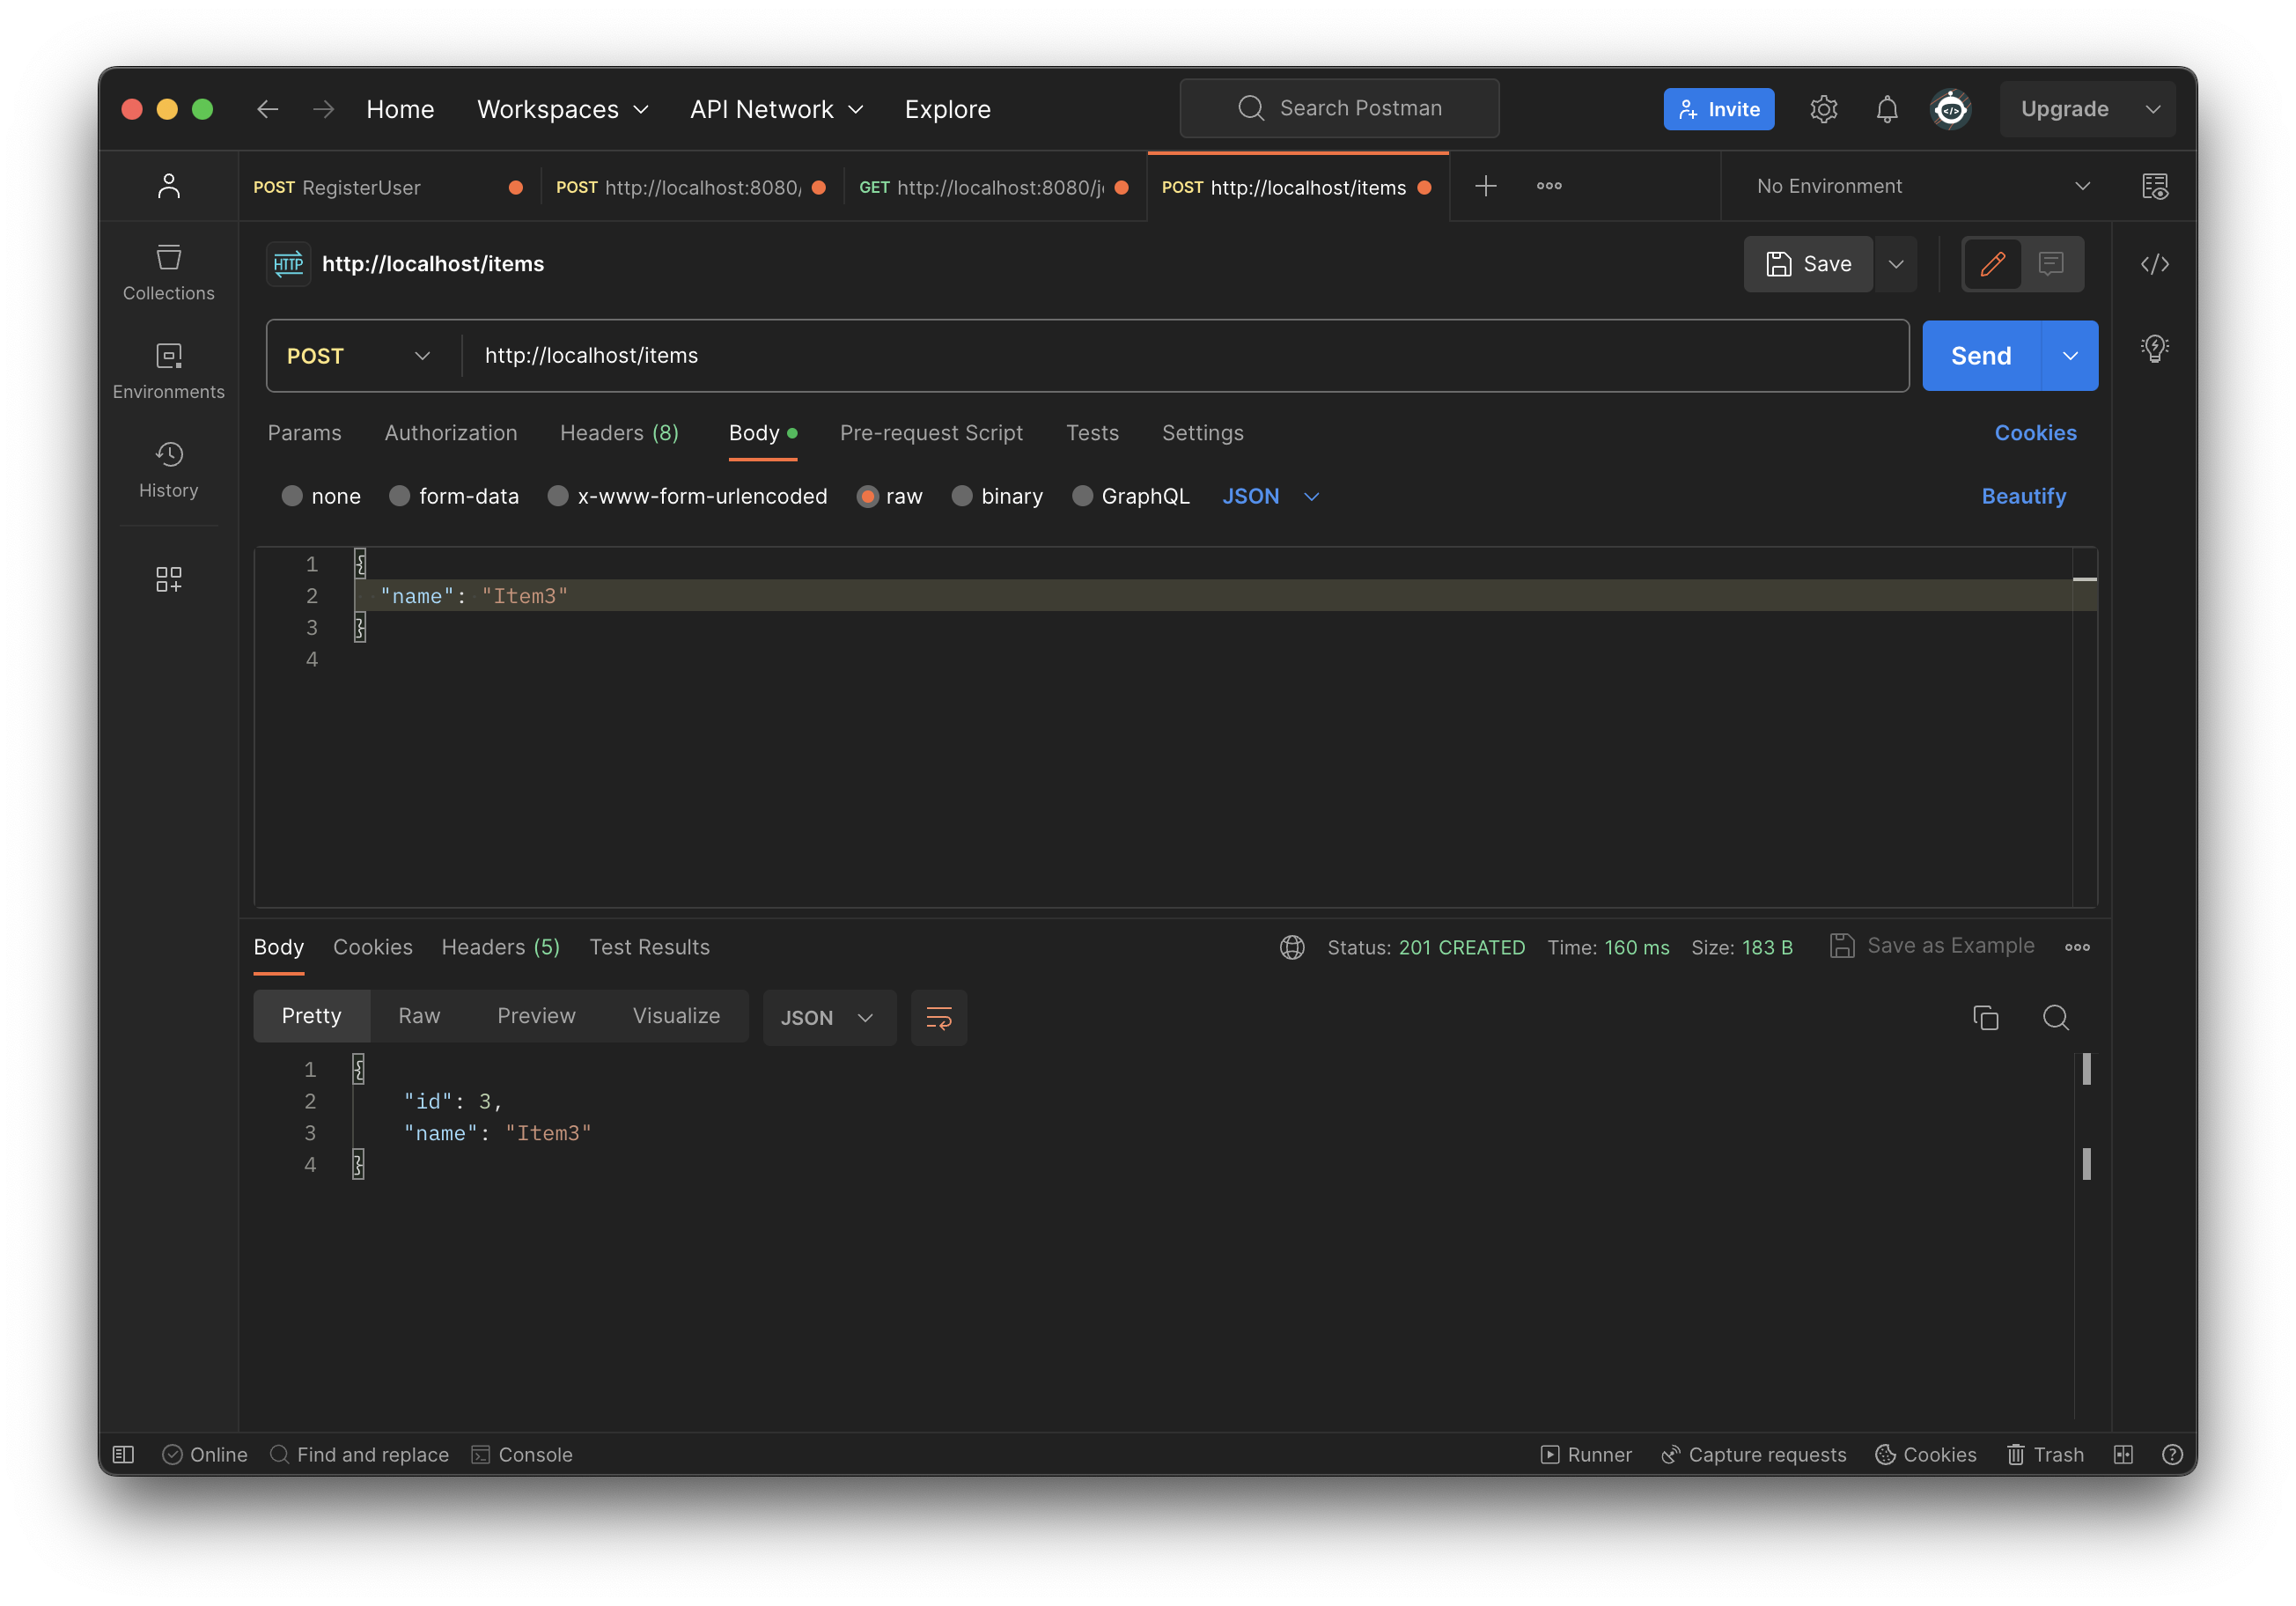 Home Workspaces API Network Explore Search Postman Invite Upgrade
POST RegisterUser POST http://localhost:8080/ GET http://localhost:8080/j POST http://localhost/items No Environment
HTTP http://localhost/items Save
Collections
Environments
History
POST http://localhost/items Send
Params Authorization Headers (8) Body Pre-request Script Tests Settings Cookies
none form-data x-www-form-urlencoded raw binary GraphQL JSON Beautify
1 {
2 "name": "Item3"
3 }
4
Body Cookies Headers (5) Test Results Status: 201 CREATED Time: 160 ms Size: 183 B Save as Example
Pretty Raw Preview Visualize JSON
1 {
2 "id": 3,
3 "name": "Item3"
4 }
Online Find and replace Console Runner Capture requests Cookies Trash